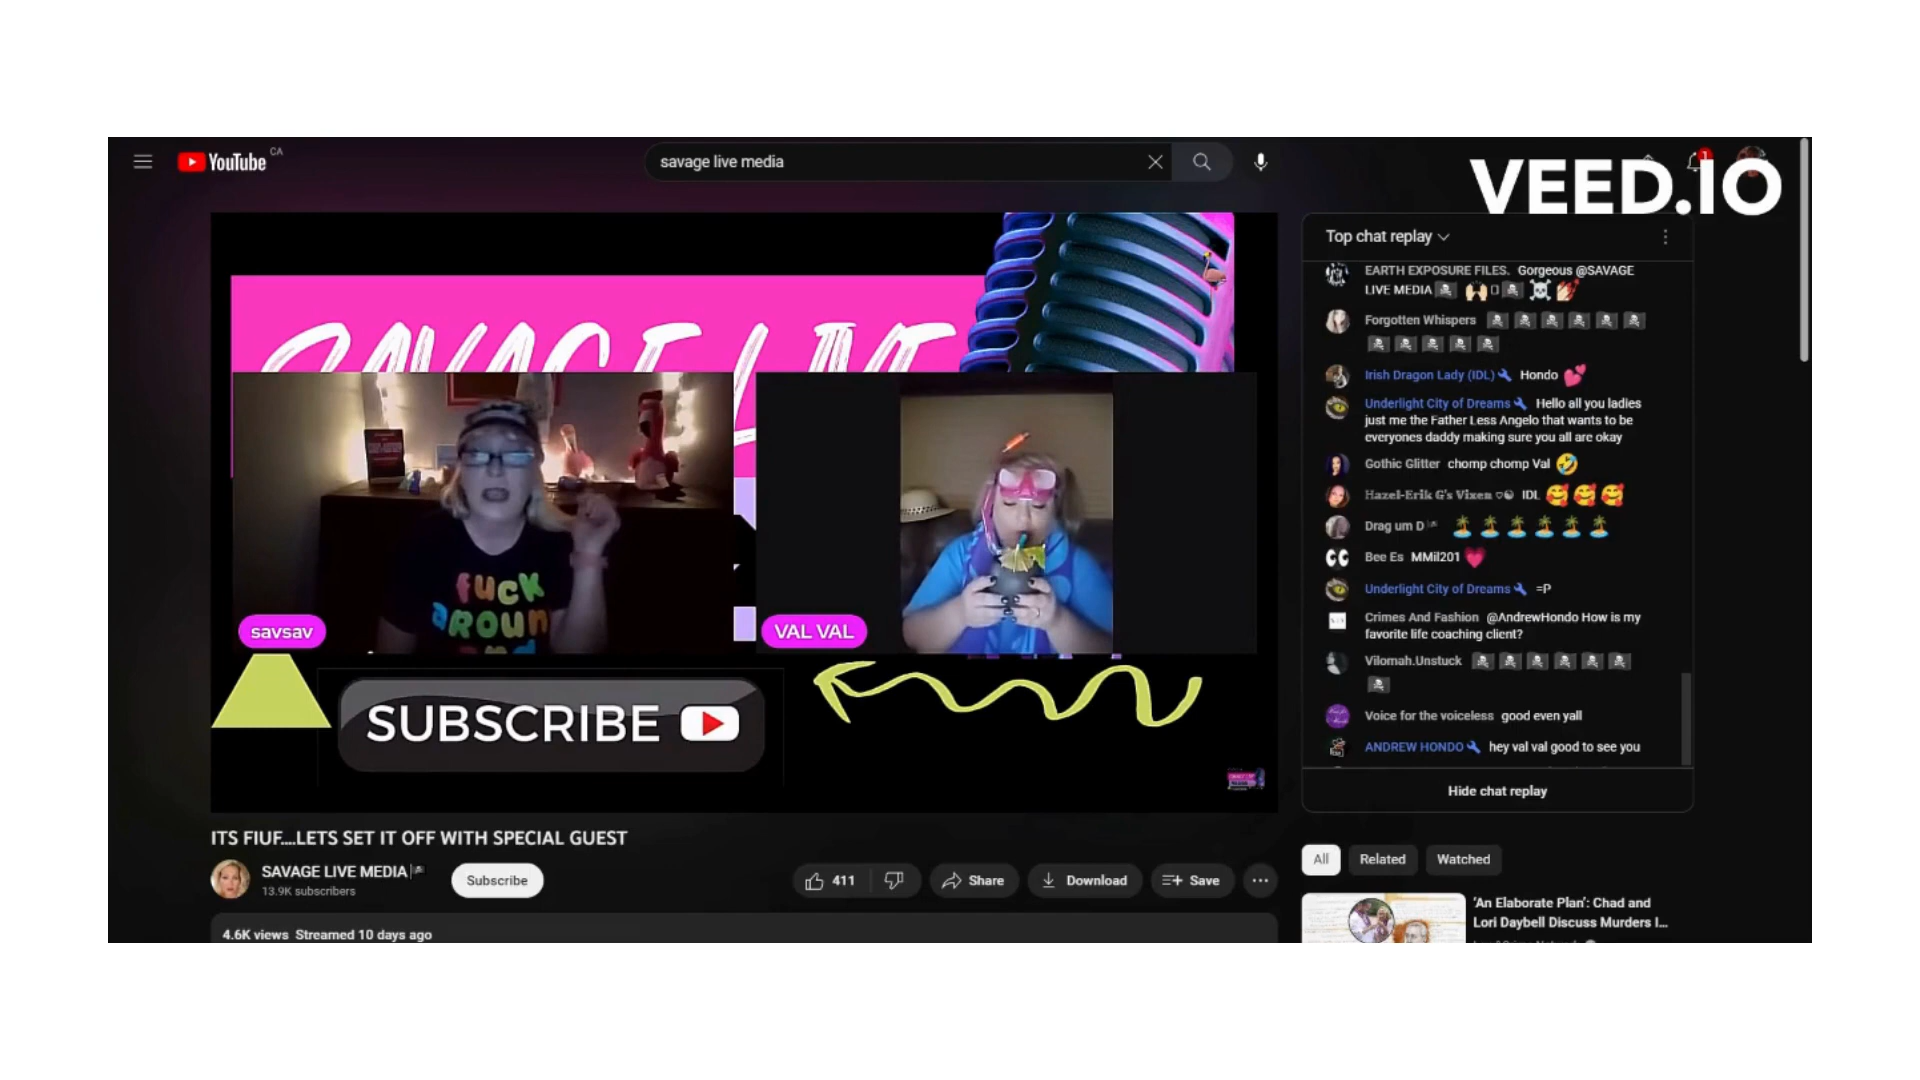 YouTube CA
savage live media
VEED.IO
SAVAGE LIVE
savsav
fuck
aroun
and
VAL VAL
SUBSCRIBE
Top chat replay
EARTH EXPOSURE FILES. Gorgeous @SAVAGE
LIVE MEDIA 🏴‍☠️ 🙌🏻 🏴‍☠️ ☠️ 💅🏻
Forgotten Whispers 🏴‍☠️ 🏴‍☠️ 🏴‍☠️ 🏴‍☠️ 🏴‍☠️ 🏴‍☠️
🏴‍☠️ 🏴‍☠️ 🏴‍☠️ 🏴‍☠️ 🏴‍☠️
Irish Dragon Lady (IDL) Hondo 💕
Underlight City of Dreams Hello all you ladies
just me the Father Less Angelo that wants to be
everyones daddy making sure you all are okay
Gothic Glitter chomp chomp Val 🤣
Hazel-Erik G's Vixen ♡☯ IDL 🥰 🥰 🥰
Drag um D 🏴‍☠️ 🏝️ 🏝️ 🏝️ 🏝️ 🏝️ 🏝️
Bee Es MMil201 💗
Underlight City of Dreams =P
Crimes And Fashion @AndrewHondo How is my
favorite life coaching client?
Vilomah.Unstuck 🏴‍☠️ 🏴‍☠️ 🏴‍☠️ 🏴‍☠️ 🏴‍☠️ 🏴‍☠️
🏴‍☠️
Voice for the voiceless good even yall
ANDREW HONDO hey val val good to see you
Hide chat replay
ITS FIUF....LETS SET IT OFF WITH SPECIAL GUEST
SAVAGE LIVE MEDIA 🏴‍☠️
13.9K subscribers
Subscribe
411
Share
Download
Save
4.6K views Streamed 10 days ago
All
Related
Watched
'An Elaborate Plan': Chad and
Lori Daybell Discuss Murders I...